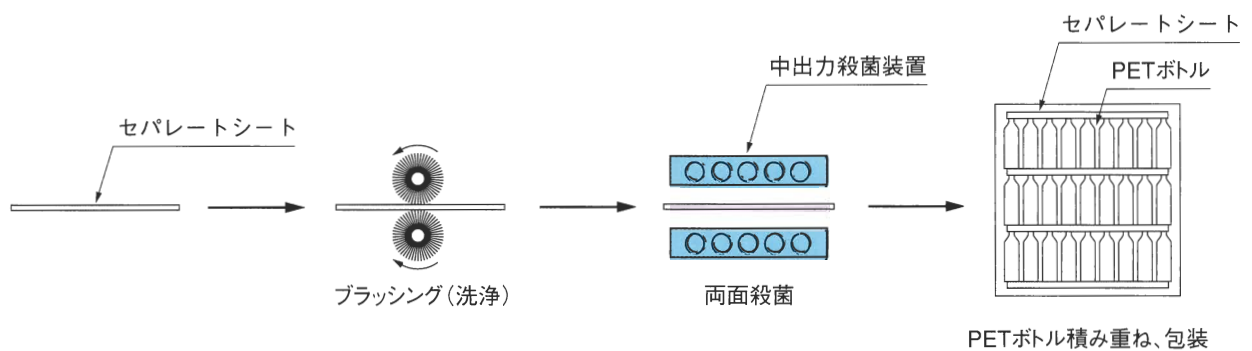 セパレートシート
PETボトル
中出力殺菌装置
セパレートシート
ブラッシング（洗浄）
両面殺菌
PETボトル積み重ね、包装